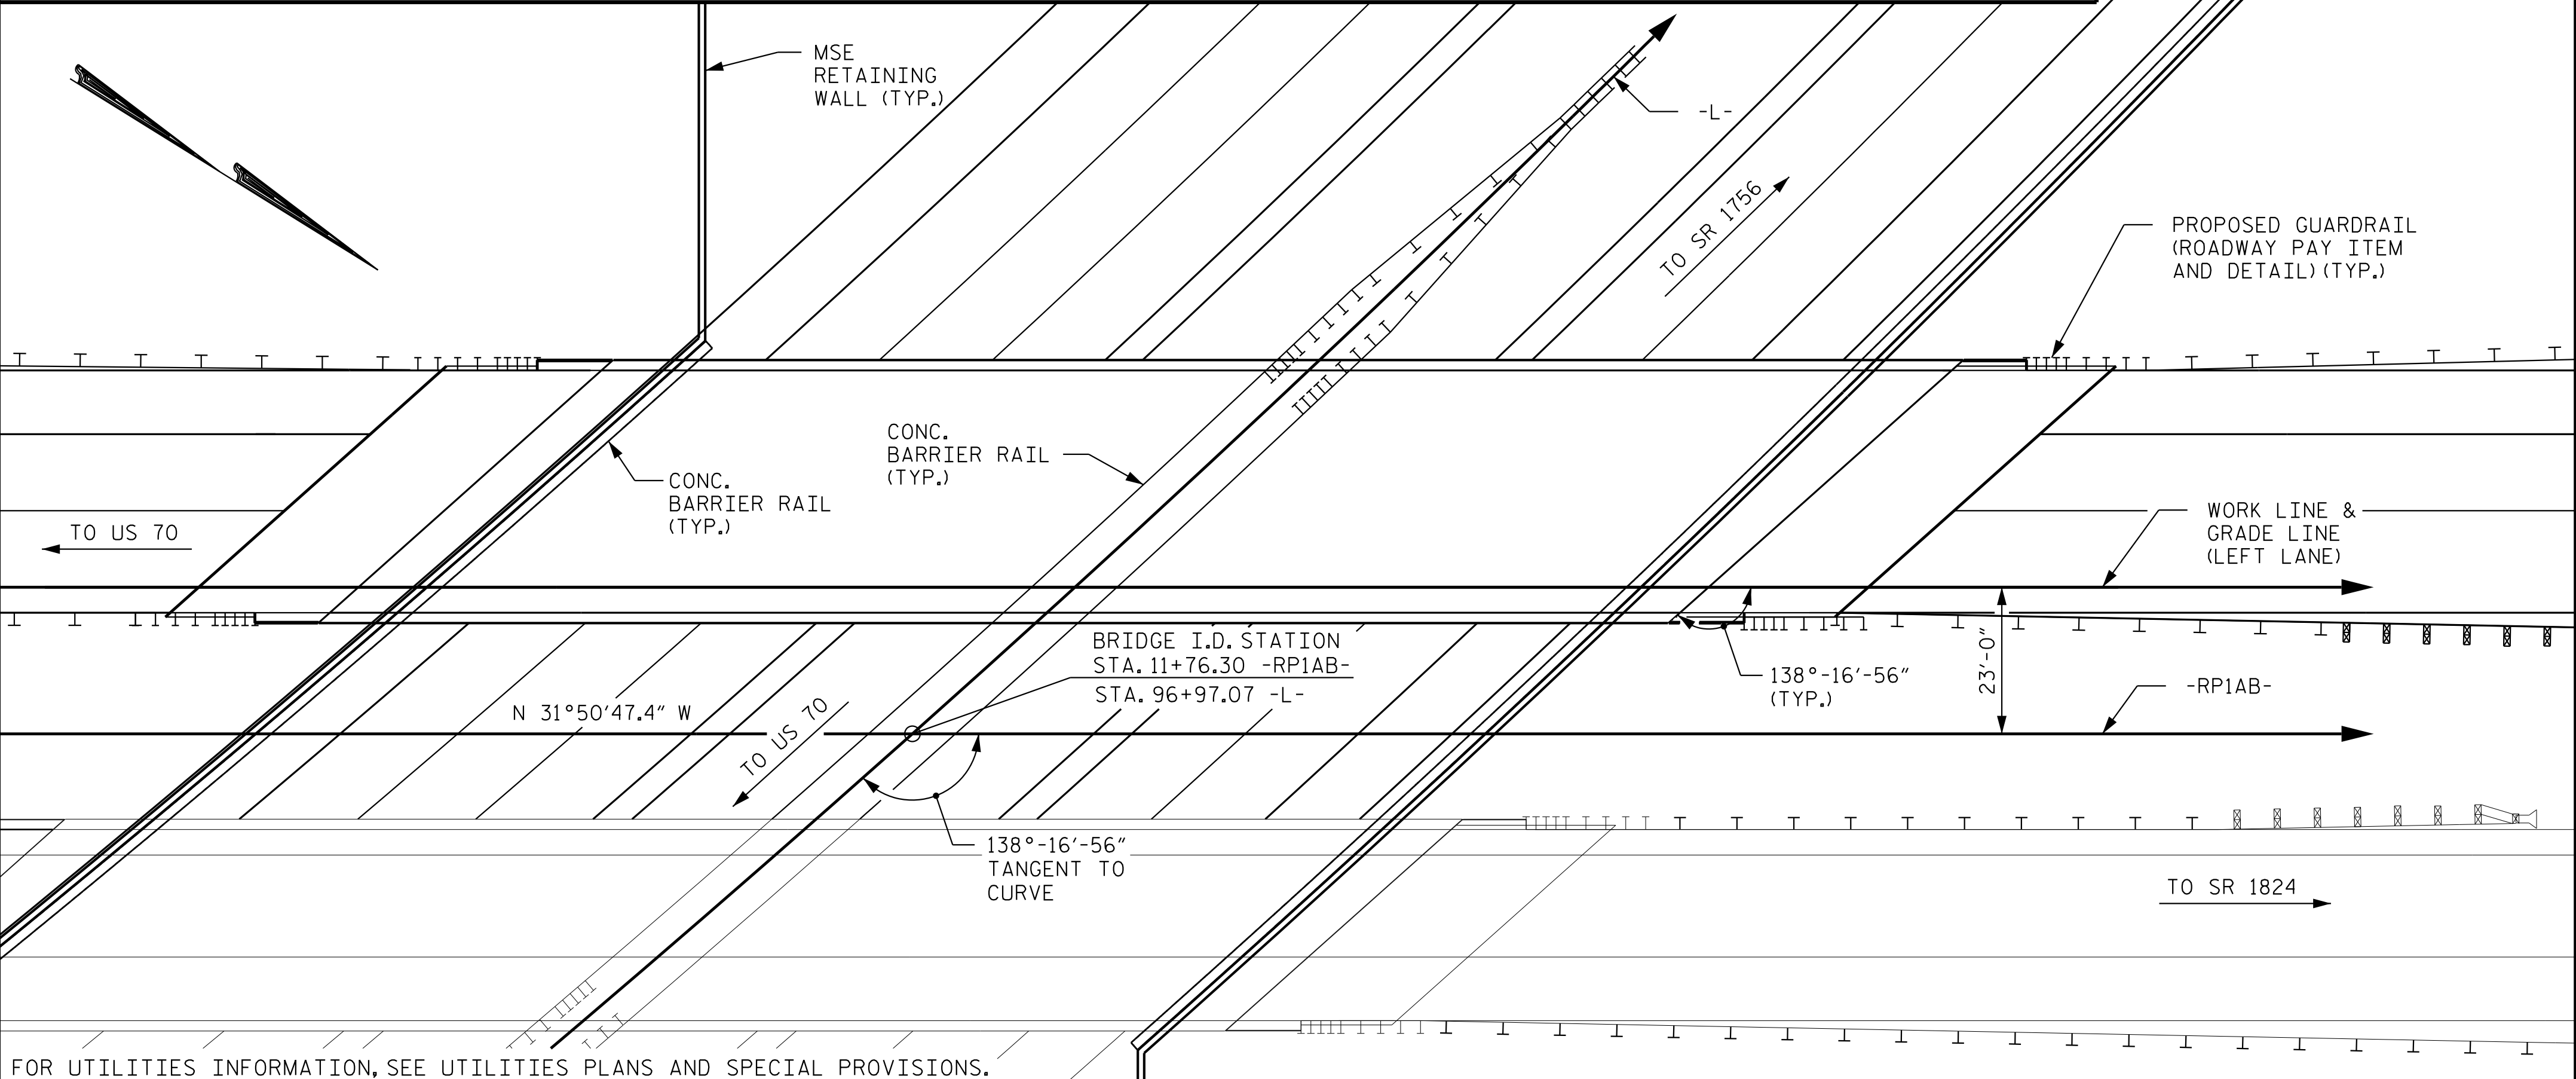 MSE
RETAINING
WALL (TYP.)
-L-
TO SR 1756
PROPOSED GUARDRAIL
(ROADWAY PAY ITEM
AND DETAIL) (TYP.)
CONC.
BARRIER RAIL
(TYP.)
CONC.
BARRIER RAIL
(TYP.)
TO US 70
WORK LINE &
GRADE LINE
(LEFT LANE)
BRIDGE I.D. STATION
STA. 11+76.30 -RP1AB-
STA. 96+97.07 -L-
138°-16'-56"
(TYP.)
23'-0"
-RP1AB-
N 31°50'47.4" W
TO US 70
138°-16'-56"
TANGENT TO
CURVE
TO SR 1824
FOR UTILITIES INFORMATION, SEE UTILITIES PLANS AND SPECIAL PROVISIONS.